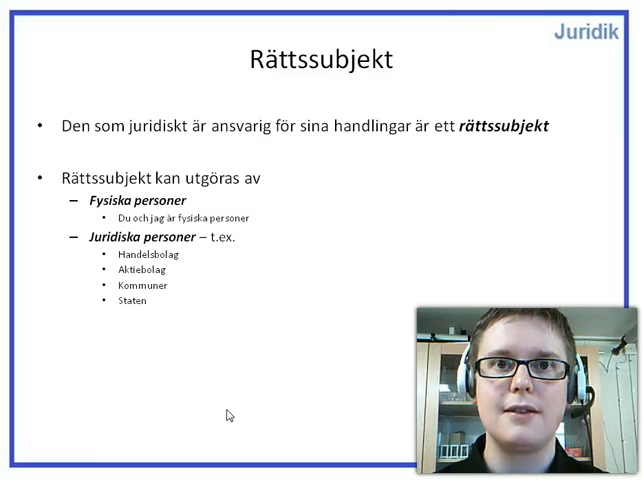 Juridik
Rättssubjekt
• Den som juridiskt är ansvarig för sina handlingar är ett rättssubjekt
• Rättssubjekt kan utgöras av
– Fysiska personer
• Du och jag är fysiska personer
– Juridiska personer – t.ex.
• Handelsbolag
• Aktiebolag
• Kommuner
• Staten